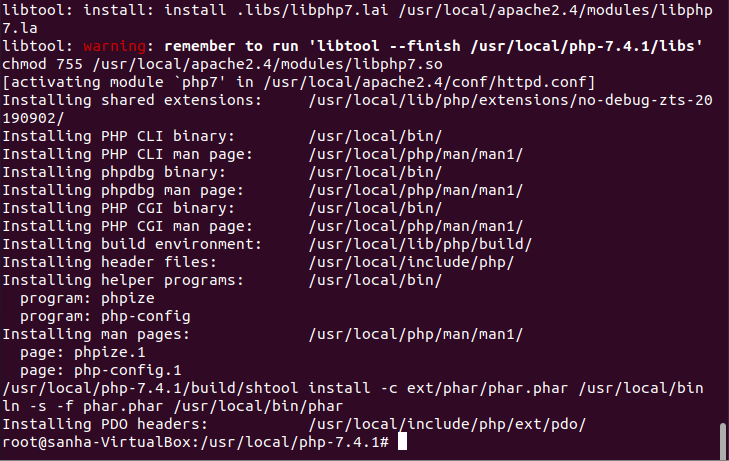 libtool: install: install .libs/libphp7.lai /usr/local/apache2.4/modules/libphp
7.la
libtool: warning: remember to run 'libtool --finish /usr/local/php-7.4.1/libs'
chmod 755 /usr/local/apache2.4/modules/libphp7.so
[activating module `php7' in /usr/local/apache2.4/conf/httpd.conf]
Installing shared extensions:     /usr/local/lib/php/extensions/no-debug-zts-20
190902/
Installing PHP CLI binary:        /usr/local/bin/
Installing PHP CLI man page:      /usr/local/php/man/man1/
Installing phpdbg binary:         /usr/local/bin/
Installing phpdbg man page:       /usr/local/php/man/man1/
Installing PHP CGI binary:        /usr/local/bin/
Installing PHP CGI man page:      /usr/local/php/man/man1/
Installing build environment:     /usr/local/lib/php/build/
Installing header files:          /usr/local/include/php/
Installing helper programs:       /usr/local/bin/
  program: phpize
  program: php-config
Installing man pages:             /usr/local/php/man/man1/
  page: phpize.1
  page: php-config.1
/usr/local/php-7.4.1/build/shtool install -c ext/phar/phar.phar /usr/local/bin
ln -s -f phar.phar /usr/local/bin/phar
Installing PDO headers:           /usr/local/include/php/ext/pdo/
root@sanha-VirtualBox:/usr/local/php-7.4.1#